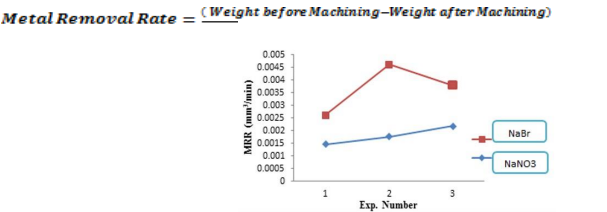 Metal Removal Rate = ( Weight before Machining–Weight after Machining)
0.005
0.0045
0.004
0.0035
0.003
0.0025
0.002
0.0015
0.001
0.0005
0
MRR (mm³/min)
1 2 3
Exp. Number
NaBr
NaNO3